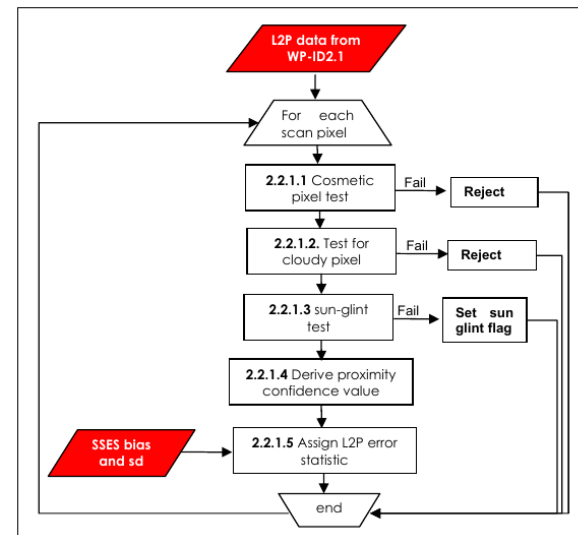 L2P data from
WP-ID2.1
For each
scan pixel
2.2.1.1 Cosmetic
pixel test
Fail
Reject
2.2.1.2. Test for
cloudy pixel
Fail
Reject
2.2.1.3 sun-glint
test
Fail
Set sun
glint flag
2.2.1.4 Derive proximity
confidence value
SSES bias
and sd
2.2.1.5 Assign L2P error
statistic
end